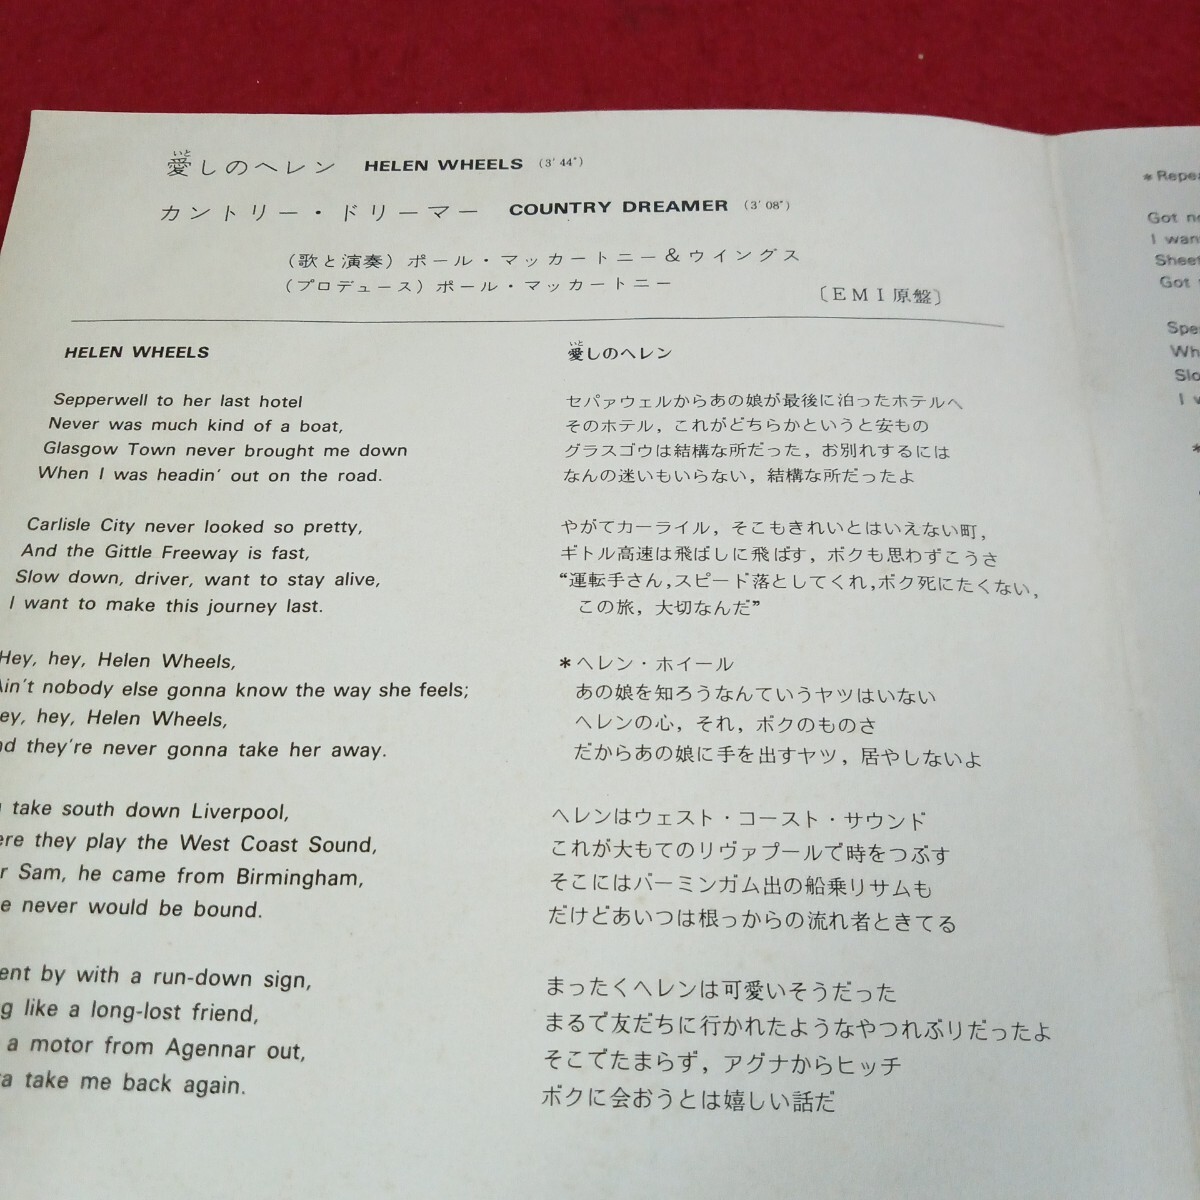 愛しのヘレン HELEN WHEELS (3'44")
カントリー・ドリーマー COUNTRY DREAMER (3'08")
(歌と演奏) ポール・マッカートニー&ウイングス
(プロデュース) ポール・マッカートニー
〔EMI原盤〕
HELEN WHEELS
Sepperwell to her last hotel
Never was much kind of a boat,
Glasgow Town never brought me down
When I was headin' out on the road.
Carlisle City never looked so pretty,
And the Gittle Freeway is fast,
Slow down, driver, want to stay alive,
I want to make this journey last.
Hey, hey, Helen Wheels,
Ain't nobody else gonna know the way she feels;
hey, Helen Wheels,
they're never gonna take her away.
take south down Liverpool,
they play the West Coast Sound,
Sam, he came from Birmingham,
never would be bound.
by with a run-down sign,
like a long-lost friend,
a motor from Agennar out,
take me back again.
愛しのヘレン
セパァウェルからあの娘が最後に泊ったホテルへ
そのホテル，これがどちらかというと安もの
グラスゴウは結構な所だった，お別れするには
なんの迷いもいらない，結構な所だったよ
やがてカーライル，そこもきれいとはいえない町，
ギトル高速は飛ばしに飛ばす，ボクも思わずこうさ
“運転手さん，スピード落としてくれ，ボク死にたくない，
この旅，大切なんだ”
＊ヘレン・ホイール
あの娘を知ろうなんていうヤツはいない
ヘレンの心，それ，ボクのものさ
だからあの娘に手を出すヤツ，居やしないよ
ヘレンはウェスト・コースト・サウンド
これが大もてのリヴァプールで時をつぶす
そこにはバーミンガム出の船乗りサムも
だけどあいつは根っからの流れ者ときてる
まったくヘレンは可愛いそうだった
まるで友だちに行かれたようなやつれぶりだったよ
そこでたまらず，アグナからヒッチ
ボクに会おうとは嬉しい話だ
Got
I
Got
I